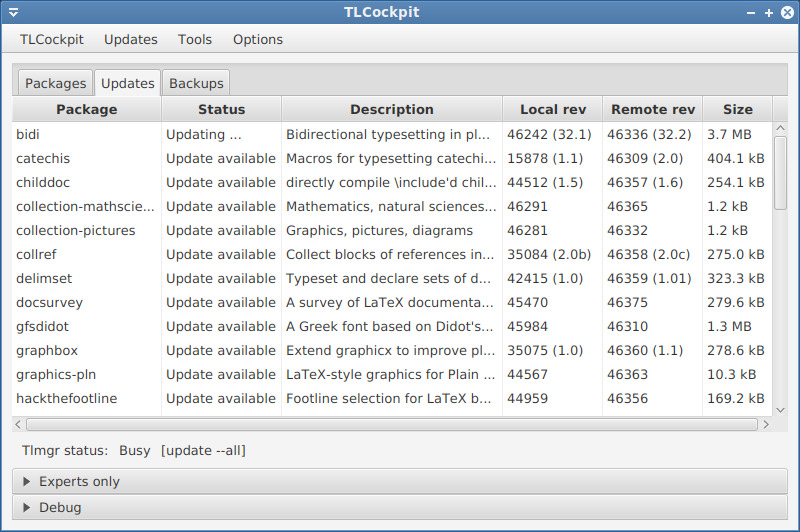 TLCockpit
TLCockpit Updates Tools Options
Packages Updates Backups
Package Status Description Local rev Remote rev Size
bidi Updating ... Bidirectional typesetting in pl... 46242 (32.1) 46336 (32.2) 3.7 MB
catechis Update available Macros for typesetting catechi... 15878 (1.1) 46309 (2.0) 404.1 kB
childdoc Update available directly compile \include'd chil... 44512 (1.5) 46357 (1.6) 254.1 kB
collection-mathscie... Update available Mathematics, natural sciences... 46291 46365 1.2 kB
collection-pictures Update available Graphics, pictures, diagrams 46281 46332 1.2 kB
collref Update available Collect blocks of references in... 35084 (2.0b) 46358 (2.0c) 275.0 kB
delimset Update available Typeset and declare sets of d... 42415 (1.0) 46359 (1.01) 323.3 kB
docsurvey Update available A survey of LaTeX documenta... 45470 46375 279.6 kB
gfsdidot Update available A Greek font based on Didot's... 45984 46310 1.3 MB
graphbox Update available Extend graphicx to improve pl... 35075 (1.0) 46360 (1.1) 278.6 kB
graphics-pln Update available LaTeX-style graphics for Plain ... 44567 46363 10.3 kB
hackthefootline Update available Footline selection for LaTeX b... 44959 46356 169.2 kB
Tlmgr status: Busy [update --all]
Experts only
Debug